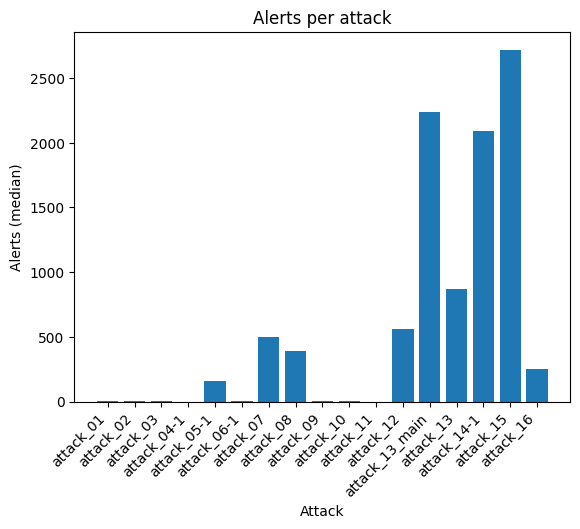 Alerts per attack
Alerts (median)
2500
2000
1500
1000
500
0
attack_01
attack_02
attack_03
attack_04-1
attack_05-1
attack_06-1
attack_07
attack_08
attack_09
attack_10
attack_11
attack_12
attack_13_main
attack_13
attack_14-1
attack_15
attack_16
Attack